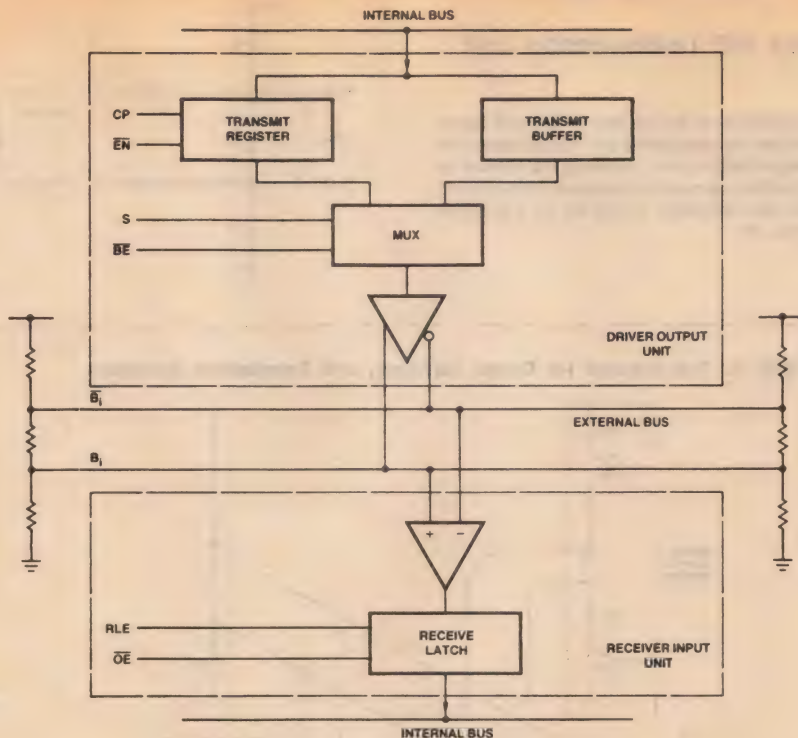 INTERNAL BUS
CP
EN
TRANSMIT
REGISTER
TRANSMIT
BUFFER
S
BE
MUX
DRIVER OUTPUT
UNIT
B̅i
EXTERNAL BUS
Bi
+ −
RLE
OE
RECEIVE
LATCH
RECEIVER INPUT
UNIT
INTERNAL BUS